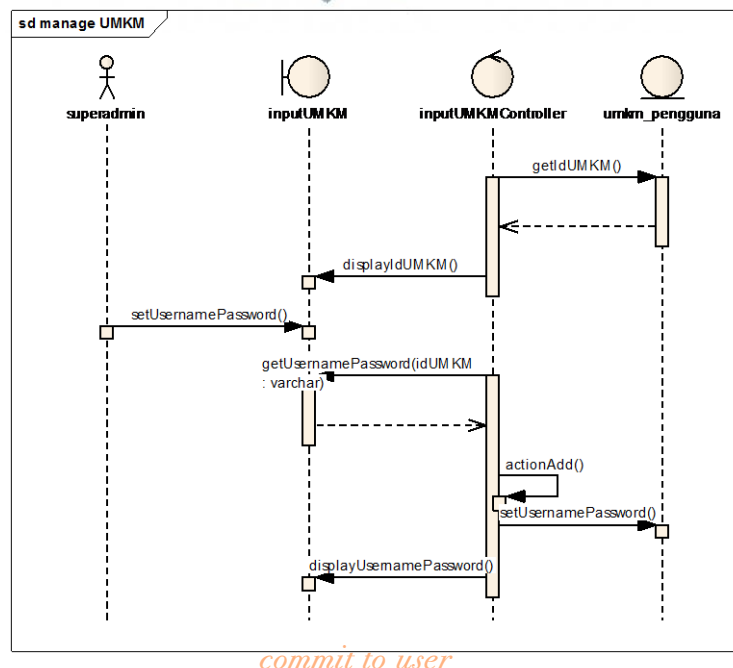 sd manage UMKM
superadmin
inputUMKM
inputUMKMController
umkm_pengguna
getIdUMKM()
displayIdUMKM()
setUsernamePassword()
getUsernamePassword(idUMKM
: varchar)
actionAdd()
setUsernamePassword()
displayUsernamePassword()
commit to user